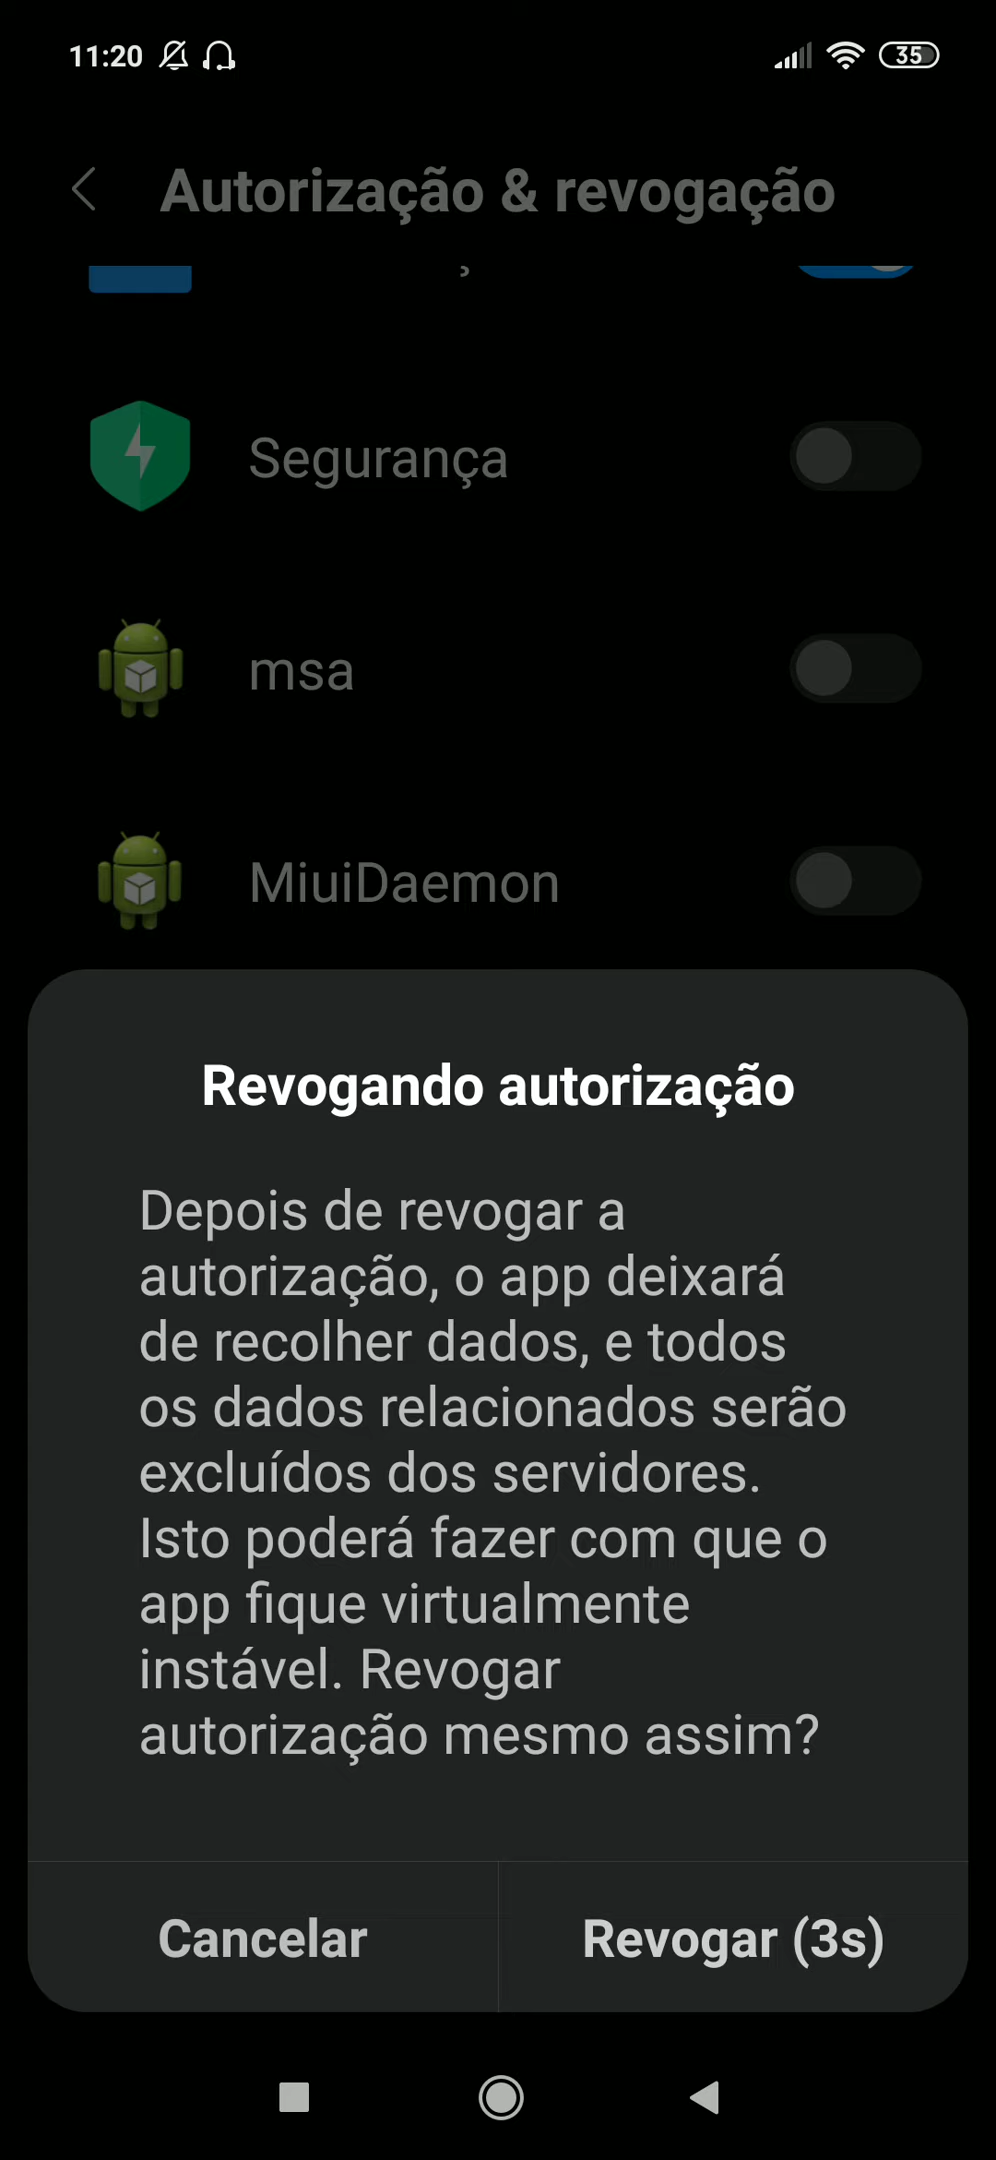 11:20
35
Autorização & revogação
Segurança
msa
MiuiDaemon
Revogando autorização
Depois de revogar a
autorização, o app deixará
de recolher dados, e todos
os dados relacionados serão
excluídos dos servidores.
Isto poderá fazer com que o
app fique virtualmente
instável. Revogar
autorização mesmo assim?
Cancelar
Revogar (3s)